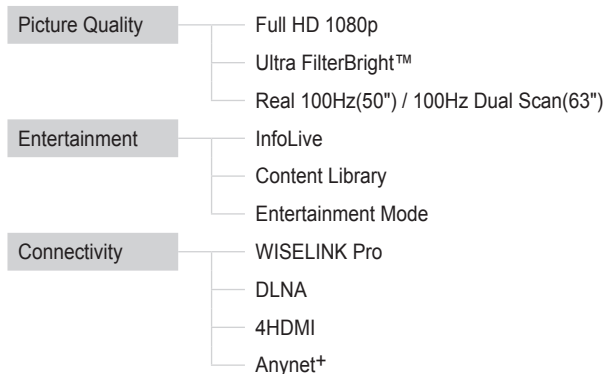 Picture Quality Full HD 1080p
Ultra FilterBright™
Real 100Hz(50") / 100Hz Dual Scan(63")
Entertainment InfoLive
Content Library
Entertainment Mode
Connectivity WISELINK Pro
DLNA
4HDMI
Anynet+